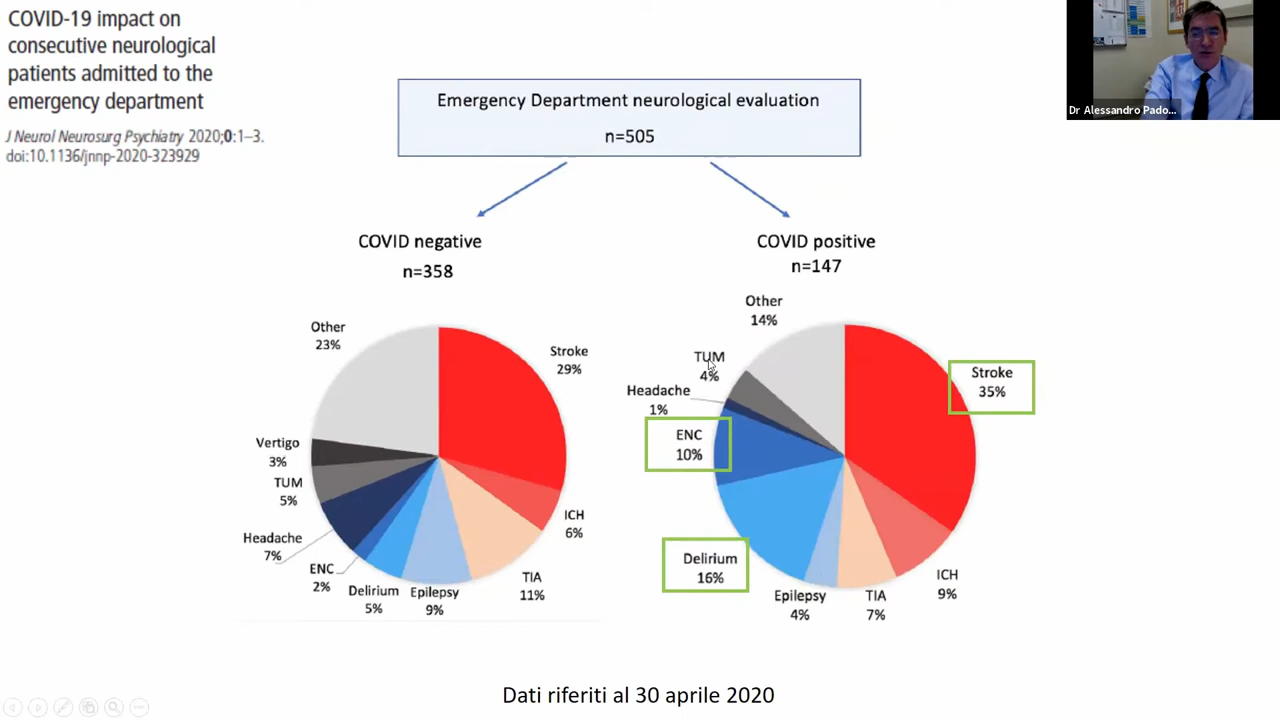 COVID-19 impact on
consecutive neurological
patients admitted to the
emergency department
J Neurol Neurosurg Psychiatry 2020;0:1–3.
doi:10.1136/jnnp-2020-323929
Dr Alessandro Pado...
Emergency Department neurological evaluation
n=505
COVID negative
n=358
COVID positive
n=147
Other
23%
Stroke
29%
Vertigo
3%
TUM
5%
Headache
7%
ENC
2%
Delirium
5%
Epilepsy
9%
TIA
11%
ICH
6%
Other
14%
TUM
4%
Headache
1%
ENC
10%
Delirium
16%
Epilepsy
4%
TIA
7%
ICH
9%
Stroke
35%
Dati riferiti al 30 aprile 2020